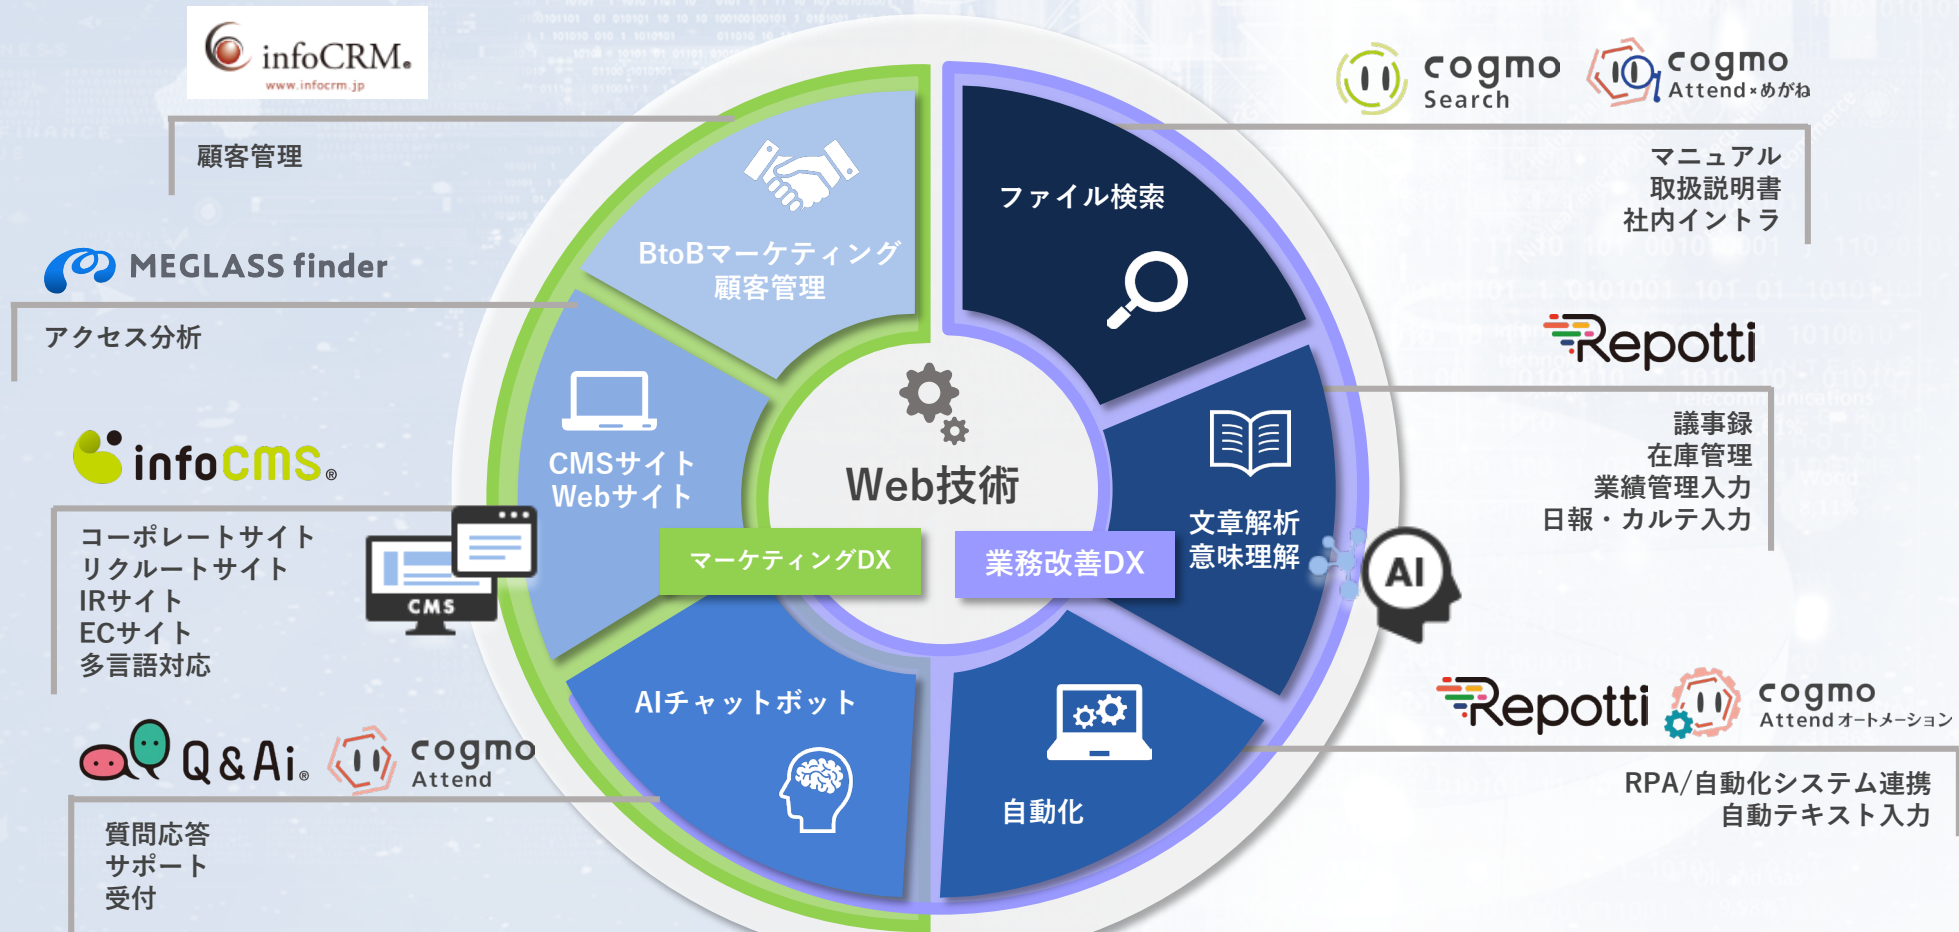 infoCRM®
www.infocrm.jp
顧客管理
MEGLASS finder
アクセス分析
infoCMS®
コーポレートサイト
リクルートサイト
IRサイト
ECサイト
多言語対応
CMS
Q&Ai®
cogmo
Attend
質問応答
サポート
受付
BtoBマーケティング
顧客管理
CMSサイト
Webサイト
AIチャットボット
Web技術
マーケティングDX
業務改善DX
ファイル検索
文章解析
意味理解
自動化
AI
cogmo
Search
cogmo
Attend×めがね
マニュアル
取扱説明書
社内イントラ
Repotti
議事録
在庫管理
業績管理入力
日報・カルテ入力
Repotti
cogmo
Attendオートメーション
RPA/自動化システム連携
自動テキスト入力